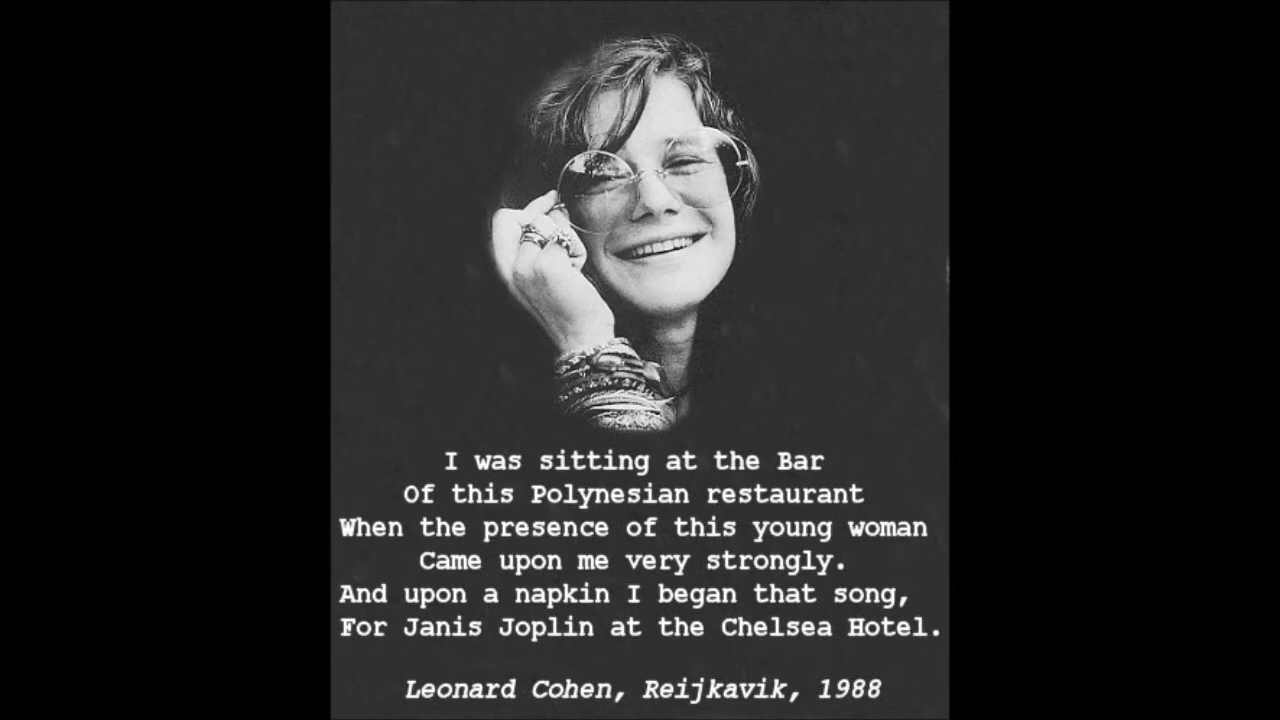 I was sitting at the Bar
Of this Polynesian restaurant
When the presence of this young woman
Came upon me very strongly.
And upon a napkin I began that song,
For Janis Joplin at the Chelsea Hotel.
Leonard Cohen, Reijkavik, 1988